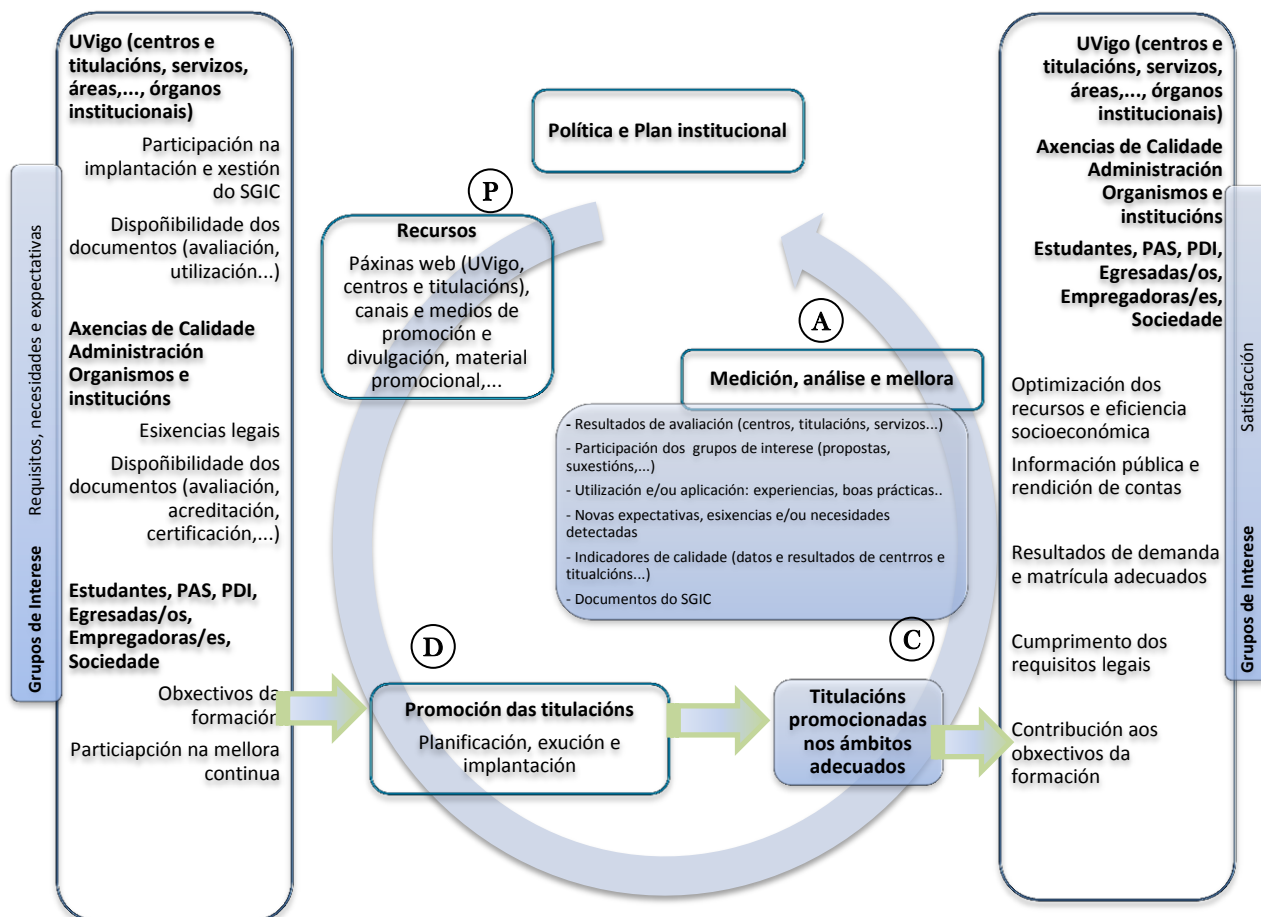 Grupos de Interese    Requisitos, necesidades e expectativas
UVigo (centros e
titulacións, servizos,
áreas,..., órganos
institucionais)
Participación na
implantación e xestión
do SGIC
Dispoñibilidade dos
documentos (avaliación,
utilización...)
Axencias de Calidade
Administración
Organismos e
institucións
Esixencias legais
Dispoñibilidade dos
documentos (avaliación,
acreditación,
certificación,...)
Estudantes, PAS, PDI,
Egresadas/os,
Empregadoras/es,
Sociedade
Obxectivos da
formación
Particiapción na mellora
continua
Política e Plan institucional
P
Recursos
Páxinas web (UVigo,
centros e titulacións),
canais e medios de
promoción e
divulgación, material
promocional,...
A
Medición, análise e mellora
- Resultados de avaliación (centros, titulacións, servizos...)
- Participación dos grupos de interese (propostas,
suxestións,...)
- Utilización e/ou aplicación: experiencias, boas prácticas..
- Novas expectativas, esixencias e/ou necesidades
detectadas
- Indicadores de calidade (datos e resultados de centrros e
titualcións...)
- Documentos do SGIC
D
Promoción das titulacións
Planificación, exución e
implantación
C
Titulacións
promocionadas
nos ámbitos
adecuados
UVigo (centros e
titulacións, servizos,
áreas,..., órganos
institucionais)
Axencias de Calidade
Administración
Organismos e
institucións
Estudantes, PAS, PDI,
Egresadas/os,
Empregadoras/es,
Sociedade
Optimización dos
recursos e eficiencia
socioeconómica
Información pública e
rendición de contas
Resultados de demanda
e matrícula adecuados
Cumprimento dos
requisitos legais
Contribución aos
obxectivos da
formación
Grupos de Interese    Satisfacción